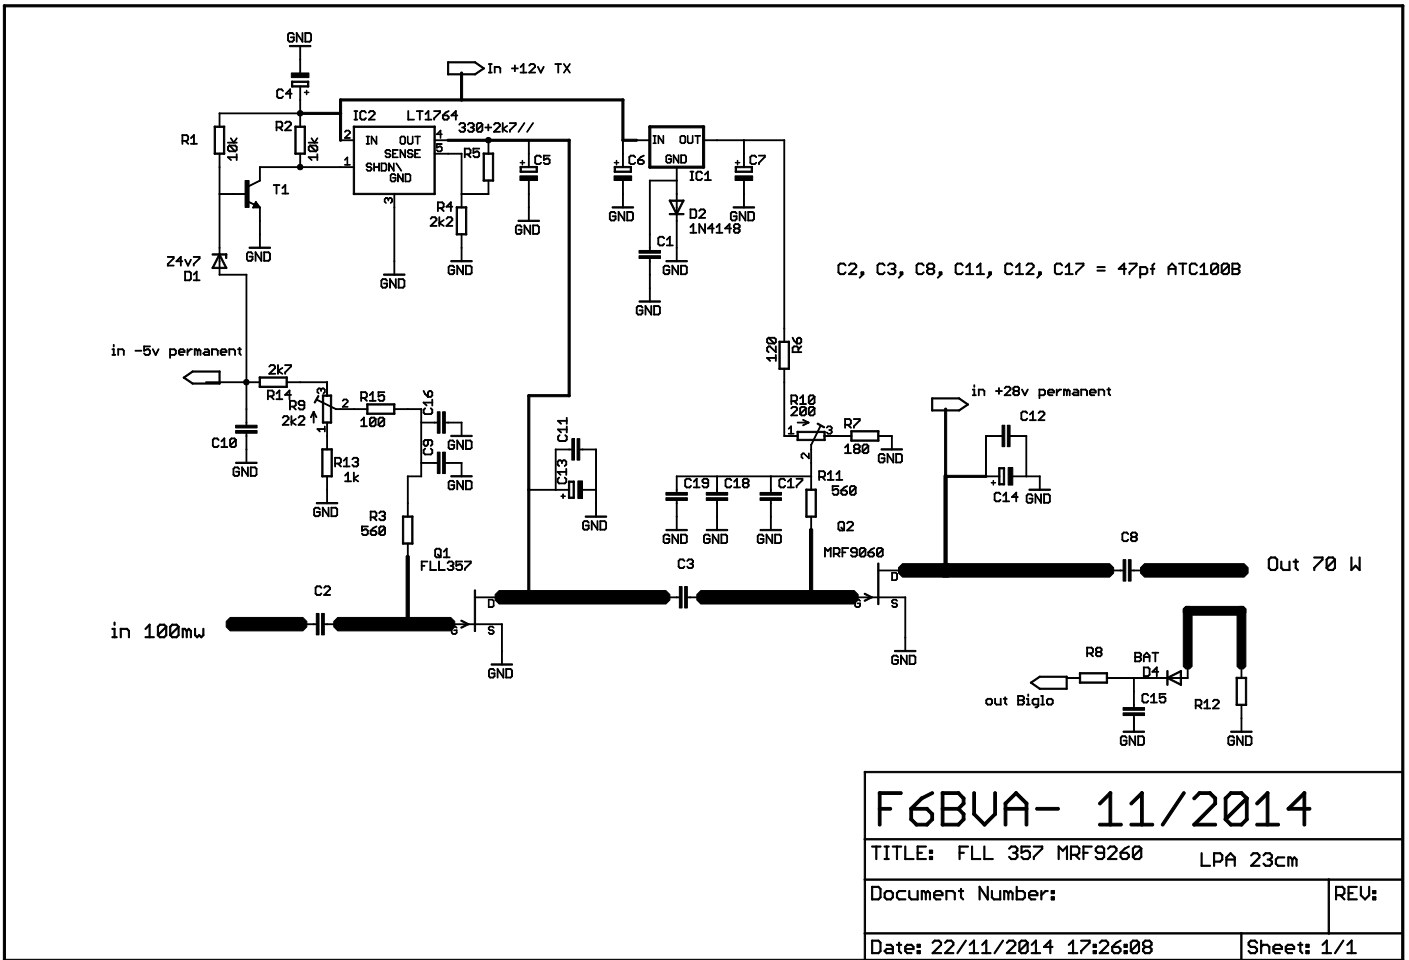 GND
C4
+
In +12v TX
IC2
LT1764
330+2k7//
R1
10k
R2
10k
2
IN
OUT
4
SENSE
5
1
SHDN\
GND
3
R5
R4
2k2
GND
+
C5
GND
T1
GND
GND
Z4v7
D1
+
C6
GND
IN
OUT
GND
IC1
+
C7
GND
D2
1N4148
C1
GND
GND
C2, C3, C8, C11, C12, C17 = 47pf ATC100B
in -5v permanent
2k7
R14
R9
2k2
3
2
1
R15
100
C16
GND
C9
GND
C10
GND
R13
1k
GND
R3
560
C11
C13
+
GND
120
R6
R10
200
1
3
2
R7
180
GND
R11
560
C19
C18
C17
GND
GND
GND
in +28v permanent
C12
+
C14
GND
Q1
FLL357
C2
in 100mw
G
D
S
GND
C3
Q2
MRF9060
G
D
S
GND
C8
Out 70 W
R8
BAT
D4
out Biglo
C15
GND
R12
GND
F6BVA- 11/2014
TITLE: FLL 357 MRF9260 LPA 23cm
Document Number:
REV:
Date: 22/11/2014 17:26:08
Sheet: 1/1